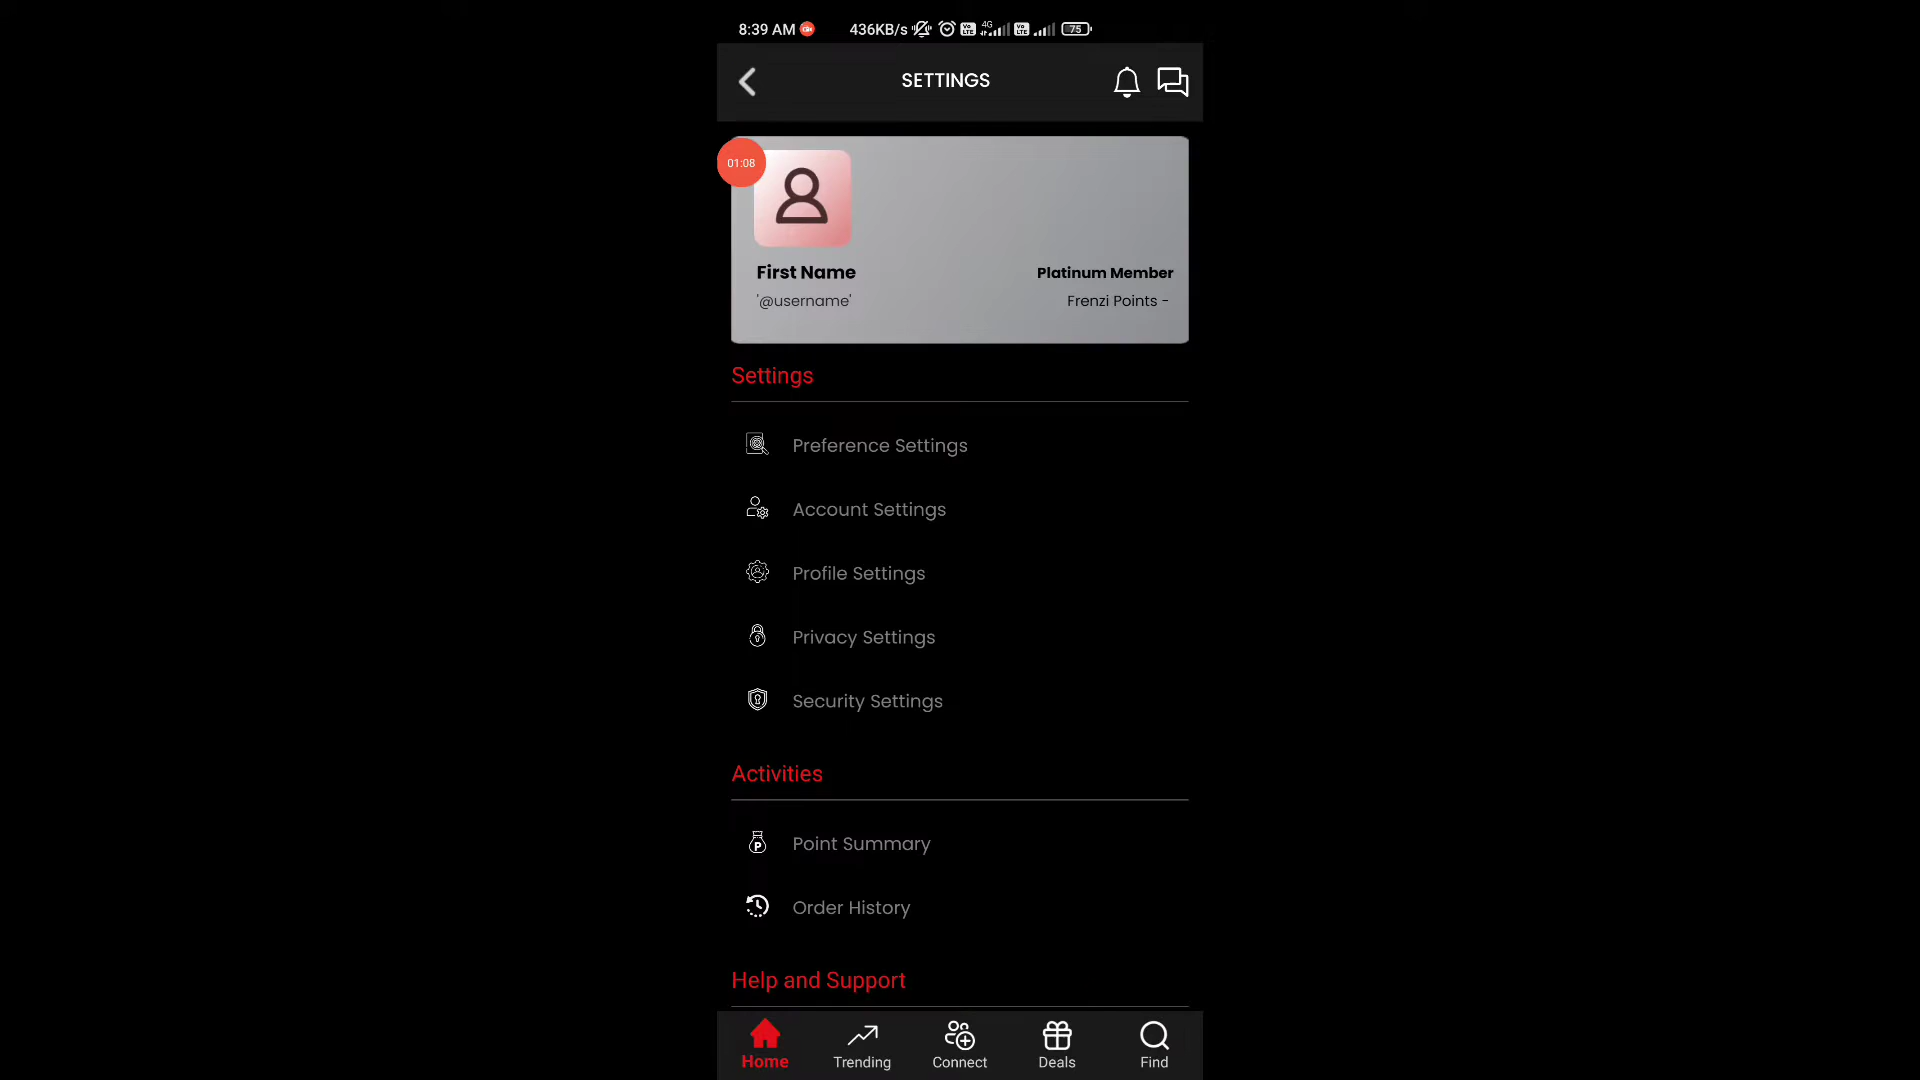 8:39 AM 436KB/s 4G 75
SETTINGS
01:08
First Name
Platinum Member
'@username'
Frenzi Points -
Settings
Preference Settings
Account Settings
Profile Settings
Privacy Settings
Security Settings
Activities
P Point Summary
Order History
Help and Support
Home Trending Connect Deals Find